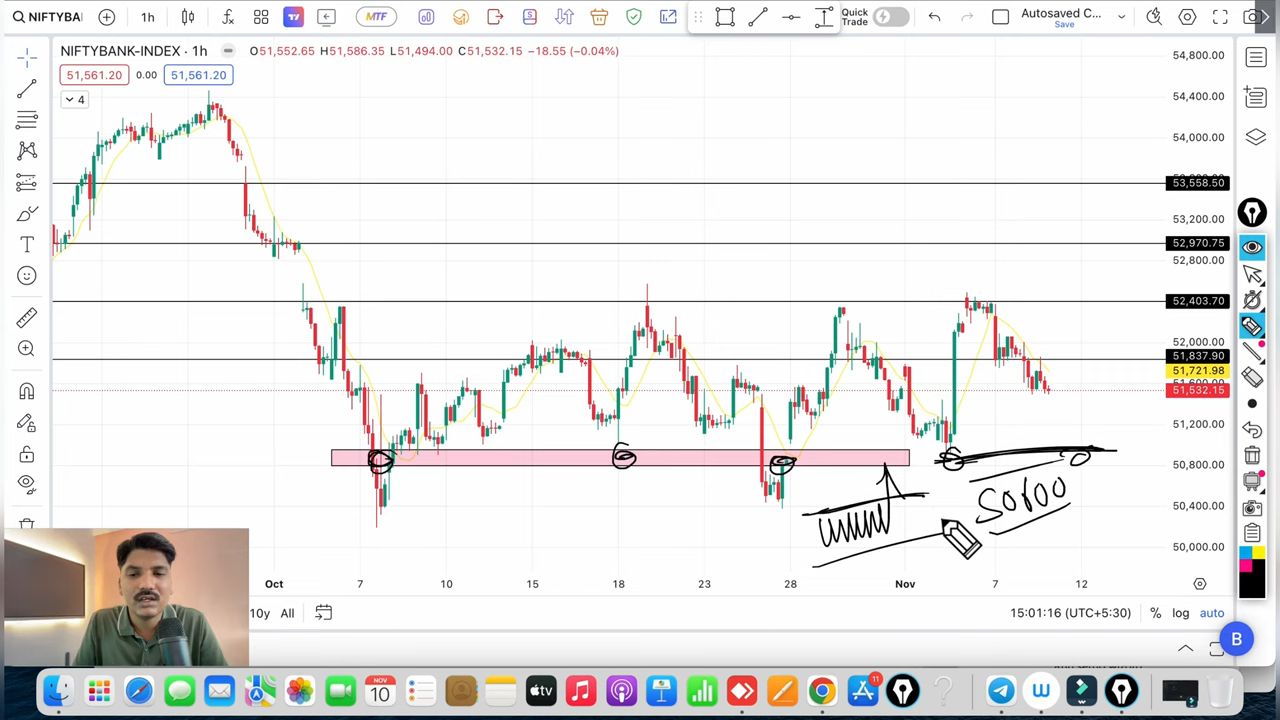 NIFTYBA
1h
MTF
Quick Trade
Autosaved C...
Save
NIFTYBANK-INDEX · 1h
O51,552.65 H51,586.35 L51,494.00 C51,532.15 −18.55 (−0.04%)
51,561.20
0.00
51,561.20
4
54,800.00
54,400.00
54,000.00
53,558.50
53,200.00
52,970.75
52,800.00
52,403.70
52,000.00
51,837.90
51,721.98
51,532.15
51,200.00
50,800.00
50,400.00
50,000.00
50800
Oct
7
10
15
18
23
28
Nov
7
12
10y
All
15:01:16 (UTC+5:30)
%
log
auto
B
NOV
10
tv
11